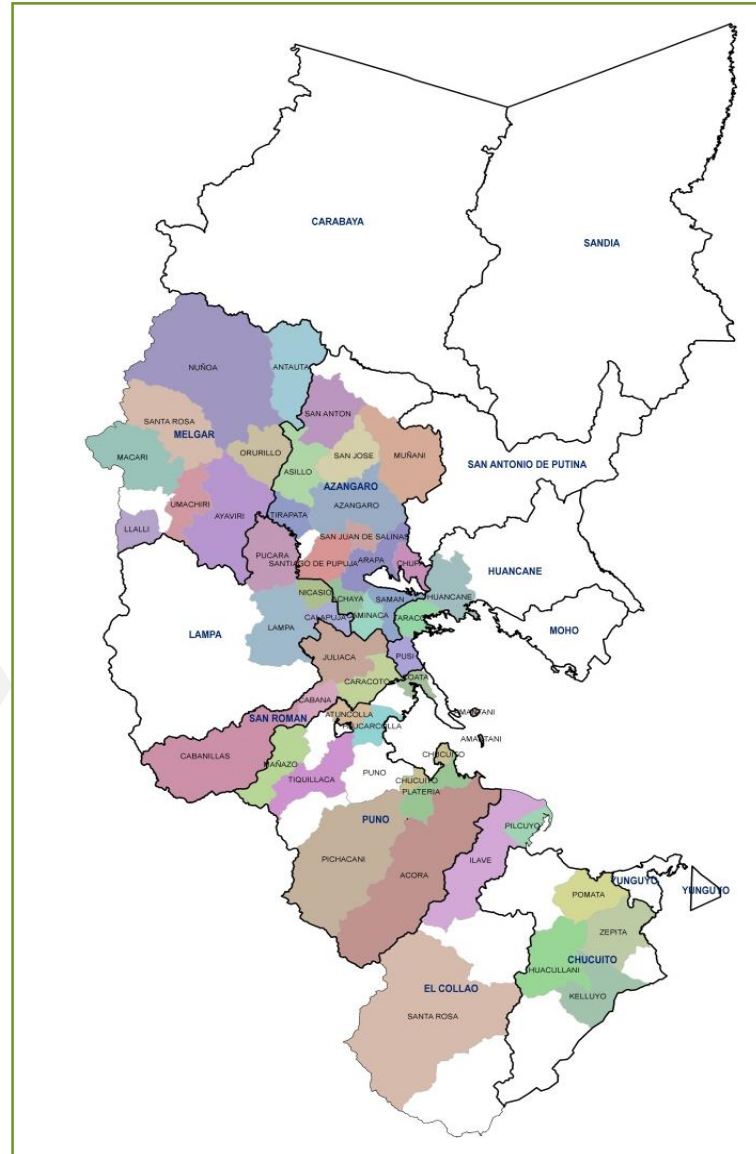 CARABAYA
SANDIA
NUÑOA
ANTAUTA
SANTA ROSA
SAN ANTON
MELGAR
MACARI
ORURILLO
ASILLO
SAN JOSE
MUÑANI
SAN ANTONIO DE PUTINA
AZANGARO
UMACHIRI
AYAVIRI
TIRAPATA
AZANGARO
LLALLI
SAN JUAN DE SALINAS
PUCARA
SANTIAGO DE PUPUJA
ARAPA
CHUPA
HUANCANE
NICASIO
ACHAYA
SAMAN
HUANCANE
LAMPA
LAMPA
CALAPUJA
CAMINACA
TARACO
MOHO
JULIACA
PUSI
CARACOTO
COATA
CABANA
SAN ROMAN
ATUNCOLLA
PAUCARCOLLA
AMANTANI
AMANTANI
CABANILLAS
MAÑAZO
TIQUILLACA
PUNO
CHUCUITO
CHUCUITO
PLATERIA
PUNO
PILCUYO
PICHACANI
ILAVE
ACORA
YUNGUYO
YUNGUYO
POMATA
ZEPITA
HUACULLANI
CHUCUITO
EL COLLAO
KELLUYO
SANTA ROSA